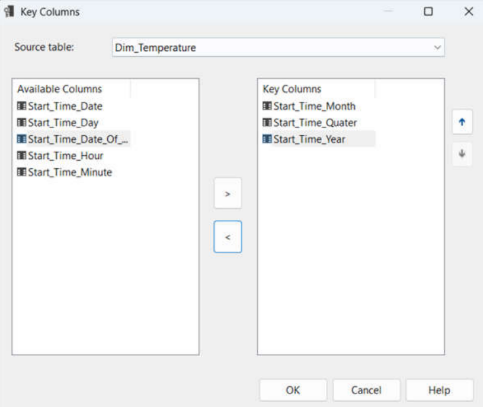 Key Columns
Source table:
Dim_Temperature
Available Columns
Start_Time_Date
Start_Time_Day
Start_Time_Date_Of_...
Start_Time_Hour
Start_Time_Minute
>
<
Key Columns
Start_Time_Month
Start_Time_Quater
Start_Time_Year
OK
Cancel
Help